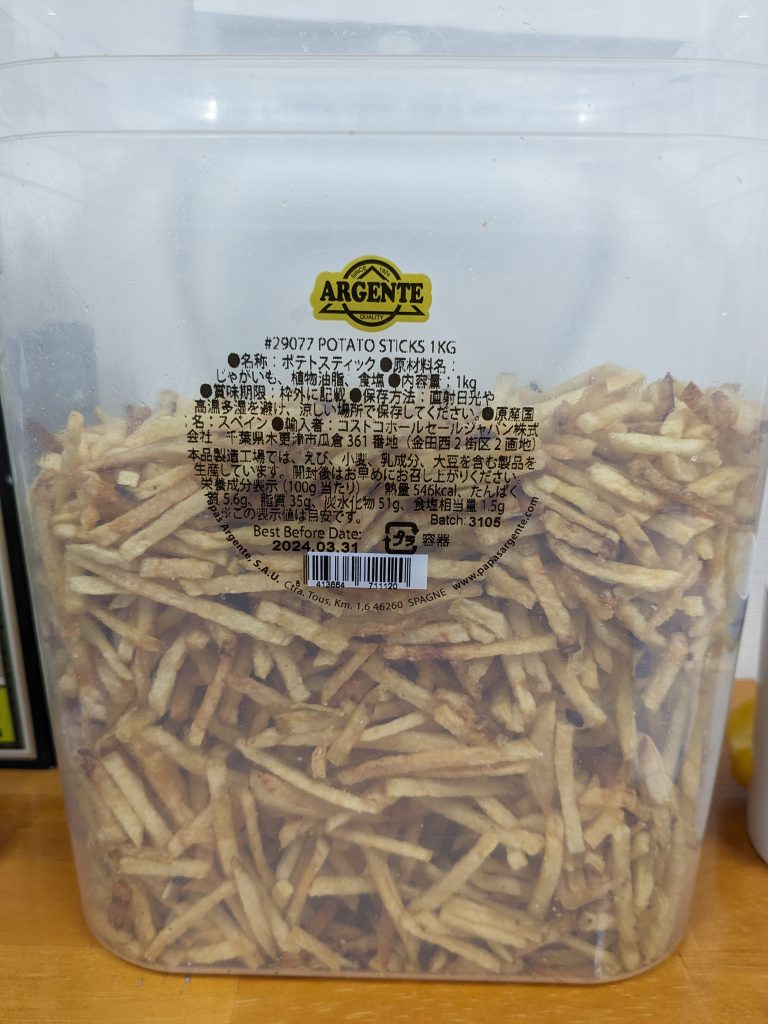 SINCE 1924
ARGENTE
QUALITY
#29077 POTATO STICKS 1KG
●名称：ポテトスティック ●原材料名：
じゃがいも、植物油脂、食塩 ●内容量：1kg
●賞味期限：枠外に記載 ●保存方法：直射日光や
高温多湿を避け、涼しい場所で保存してください。●原産国
名：スペイン ●輸入者：コストコホールセールジャパン株式
会社 千葉県木更津市瓜倉 361 番地（金田西 2 街区 2 画地）
本品製造工場では、えび、小麦、乳成分、大豆を含む製品を
生産しています。開封後はお早めにお召し上がりください
栄養成分表示（100g 当たり） 熱量 546kcal、たんぱく
質 5.6g、脂質 35g、炭水化物 51g、食塩相当量 1.5g
※この表示値は目安です。
Batch: 3105
Best Before Date:
2024.03.31
プラ 容器
8 413664 711120
Papas Argente, S.A.U. Ctra. Tous, Km. 1,6 46260 SPAGNE www.papasargente.com